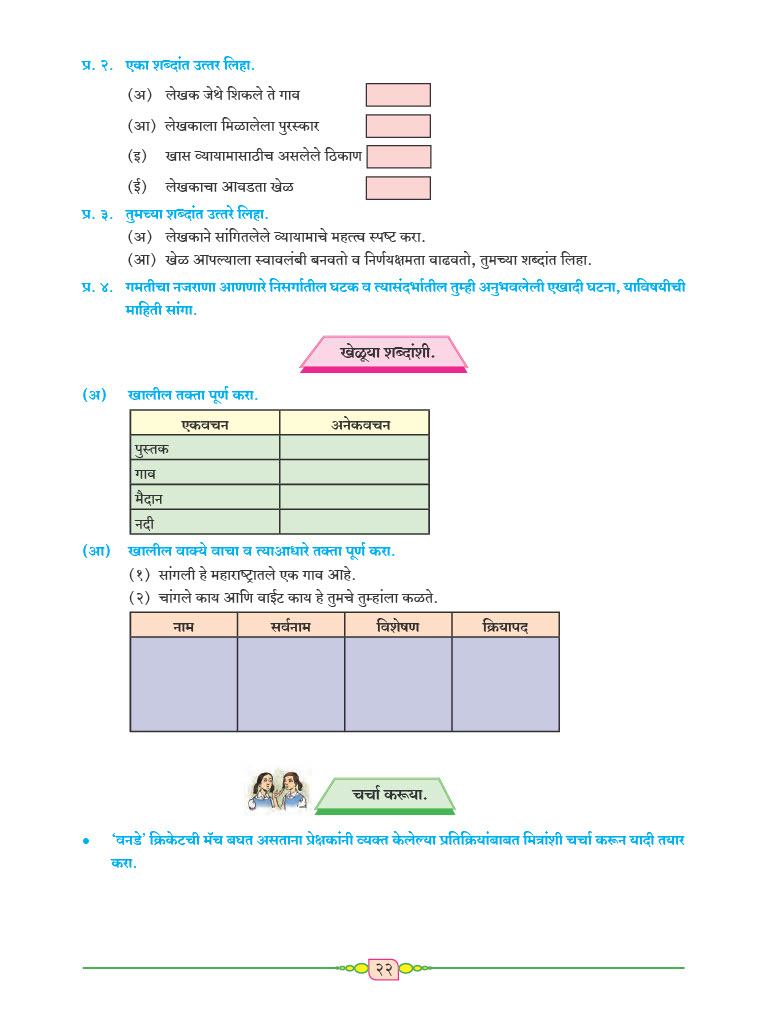 प्र. २. एका शब्दांत उत्तर लिहा.
(अ) लेखक जेथे शिकले ते गाव
(आ) लेखकाला मिळालेला पुरस्कार
(इ) खास व्यायामासाठीच असलेले ठिकाण
(ई) लेखकाचा आवडता खेळ
प्र. ३. तुमच्या शब्दांत उत्तरे लिहा.
(अ) लेखकाने सांगितलेले व्यायामाचे महत्त्व स्पष्ट करा.
(आ) खेळ आपल्याला स्वावलंबी बनवतो व निर्णयक्षमता वाढवतो, तुमच्या शब्दांत लिहा.
प्र. ४. गमतीचा नजराणा आणणारे निसर्गातील घटक व त्यासंदर्भातील तुम्ही अनुभवलेली एखादी घटना, याविषयीची
माहिती सांगा.
खेळूया शब्दांशी.
(अ) खालील तक्ता पूर्ण करा.
एकवचन अनेकवचन
पुस्तक
गाव
मैदान
नदी
(आ) खालील वाक्ये वाचा व त्याआधारे तक्ता पूर्ण करा.
(१) सांगली हे महाराष्ट्रातले एक गाव आहे.
(२) चांगले काय आणि वाईट काय हे तुमचे तुम्हांला कळते.
नाम सर्वनाम विशेषण क्रियापद
चर्चा करूया.
• ‘वनडे’ क्रिकेटची मॅच बघत असताना प्रेक्षकांनी व्यक्त केलेल्या प्रतिक्रियांबाबत मित्रांशी चर्चा करून यादी तयार
करा.
२२